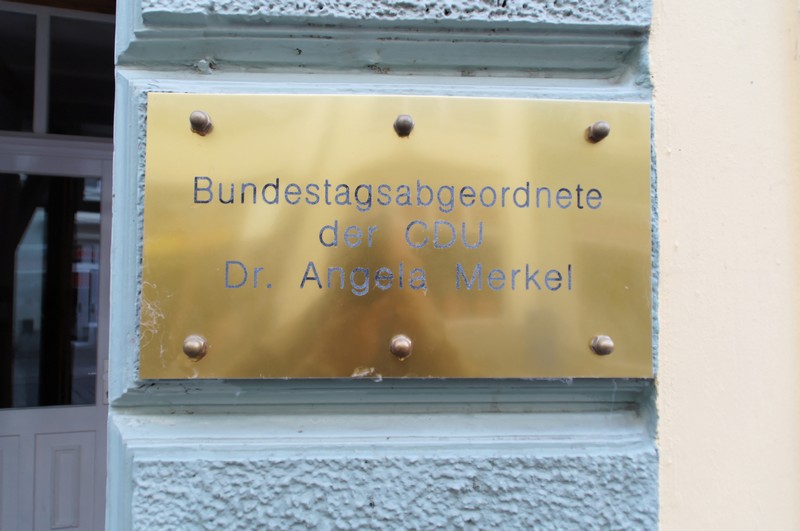 Bundestagsabgeordnete
der CDU
Dr. Angela Merkel